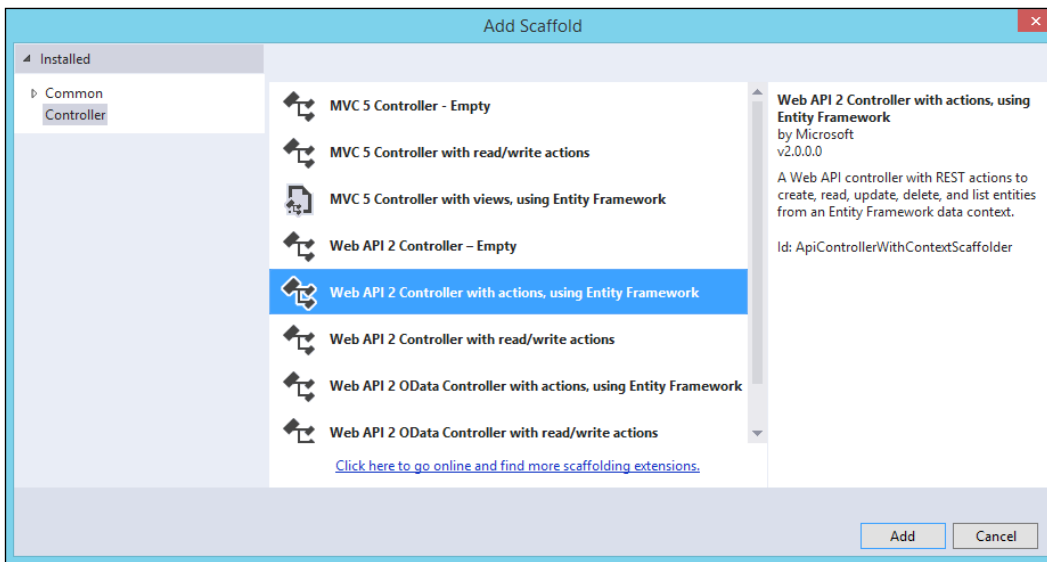 Add Scaffold
Installed
Common
Controller
MVC 5 Controller - Empty
MVC 5 Controller with read/write actions
MVC 5 Controller with views, using Entity Framework
Web API 2 Controller – Empty
Web API 2 Controller with actions, using Entity Framework
Web API 2 Controller with read/write actions
Web API 2 OData Controller with actions, using Entity Framework
Web API 2 OData Controller with read/write actions
Click here to go online and find more scaffolding extensions.
Web API 2 Controller with actions, using
Entity Framework
by Microsoft
v2.0.0.0
A Web API controller with REST actions to
create, read, update, delete, and list entities
from an Entity Framework data context.
Id: ApiControllerWithContextScaffolder
Add
Cancel